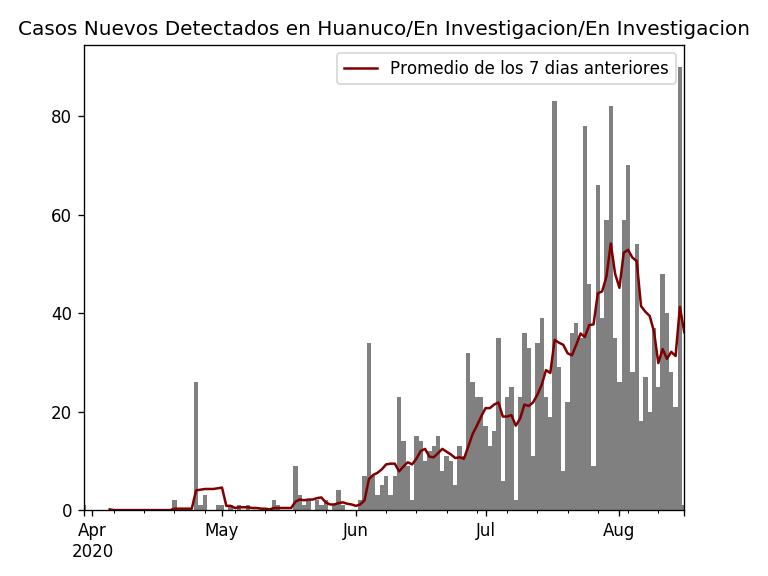 Casos Nuevos Detectados en Huanuco/En Investigacion/En Investigacion
Promedio de los 7 dias anteriores
80
60
40
20
0
Apr May Jun Jul Aug
2020